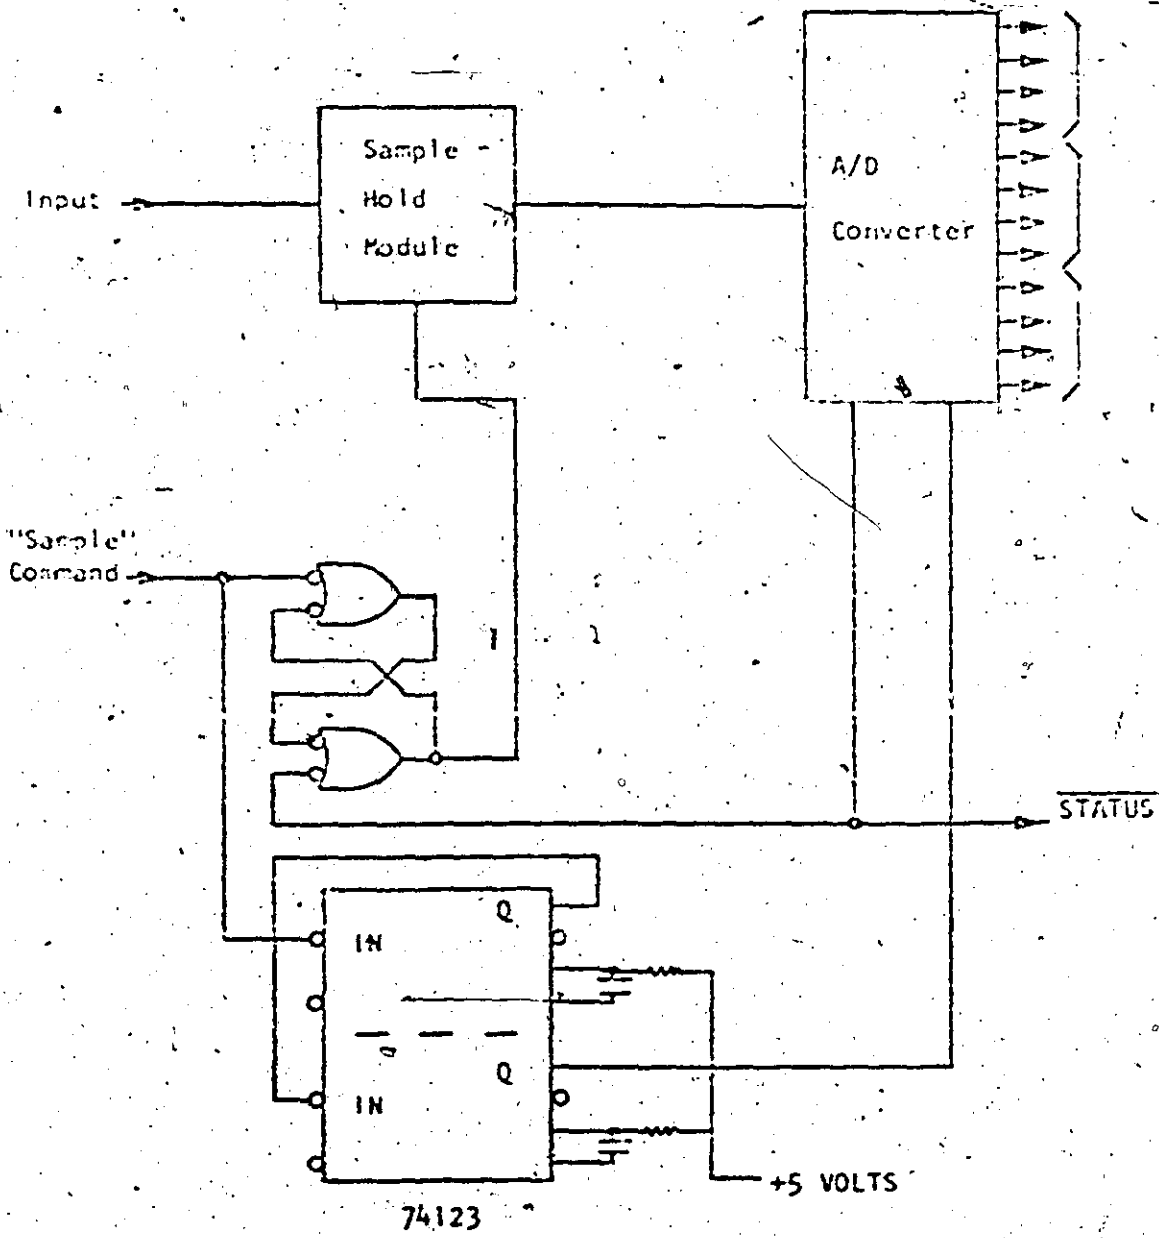 Sample
Hold
Module
Input
A/D
Converter
"Sample"
Command
STATUS
Q
IN
Q
IN
+5 VOLTS
74123